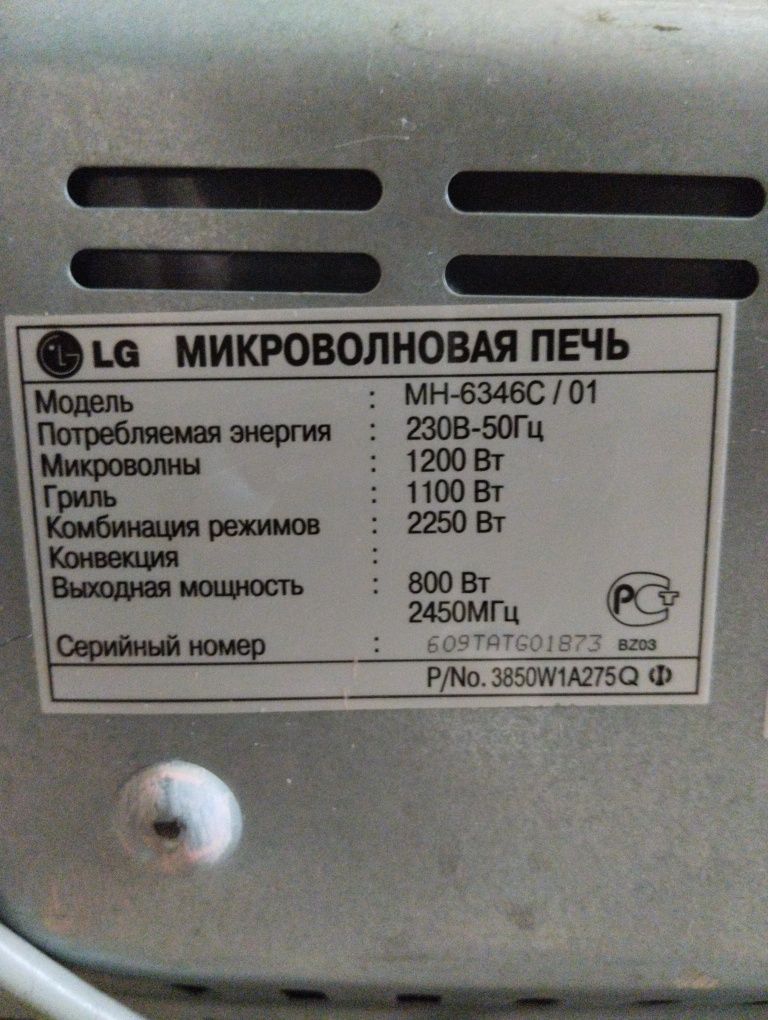 LG МИКРОВОЛНОВАЯ ПЕЧЬ
Модель : MH-6346C / 01
Потребляемая энергия : 230В-50Гц
Микроволны : 1200 Вт
Гриль : 1100 Вт
Комбинация режимов : 2250 Вт
Конвекция :
Выходная мощность : 800 Вт
2450МГц
Серийный номер : 609TATG01873 BZ03
P/No. 3850W1A275Q